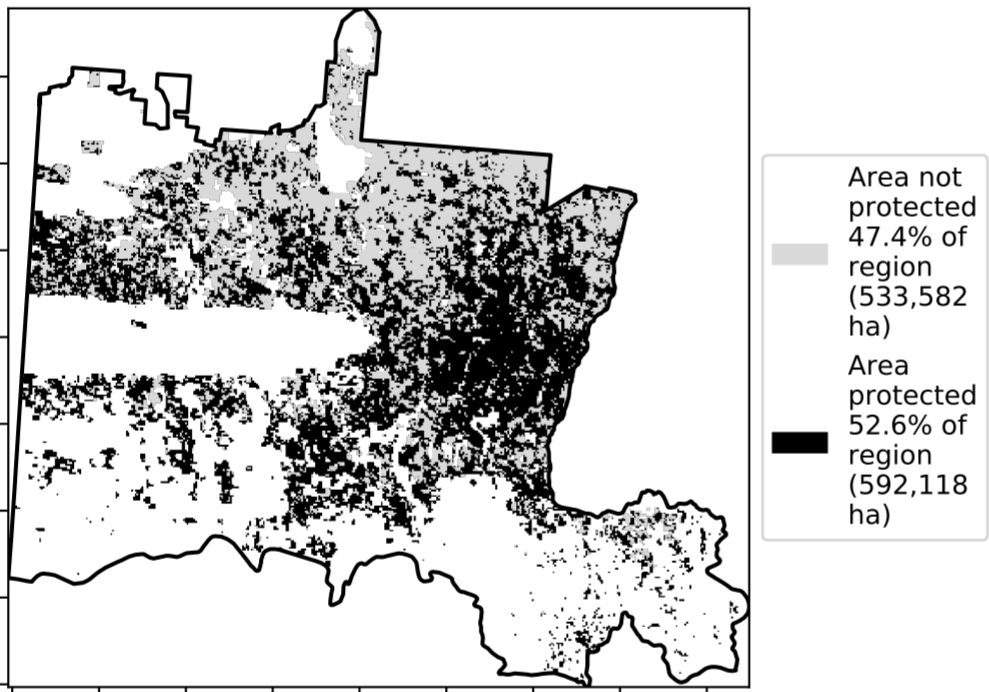 Area not
protected
47.4% of
region
(533,582
ha)
Area
protected
52.6% of
region
(592,118
ha)